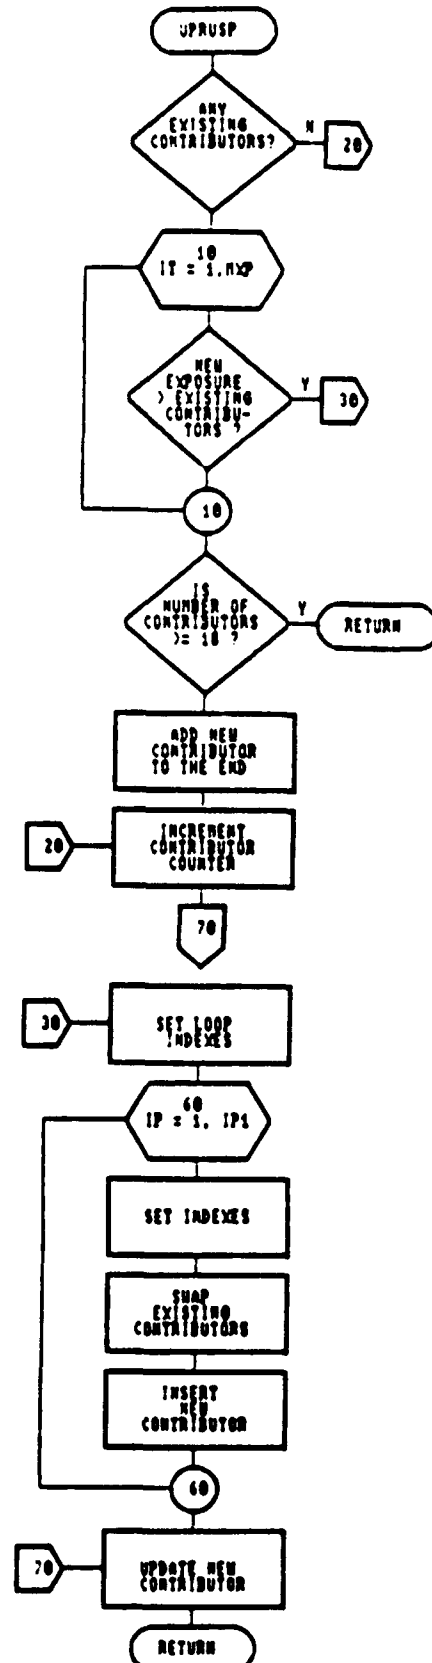 UPRUSP
ANY
EXISTING
CONTRIBUTORS?
N
20
10
IT = 1,MXP
NEW
EXPOSURE
> EXISTING
CONTRIBU-
TORS ?
Y
30
10
IS
NUMBER OF
CONTRIBUTORS
>= 10 ?
Y
RETURN
ADD NEW
CONTRIBUTOR
TO THE END
20
INCREMENT
CONTRIBUTOR
COUNTER
70
30
SET LOOP
INDEXES
60
IP = 1, IP1
SET INDEXES
SWAP
EXISTING
CONTRIBUTORS
INSERT
NEW
CONTRIBUTOR
60
70
UPDATE NEW
CONTRIBUTOR
RETURN